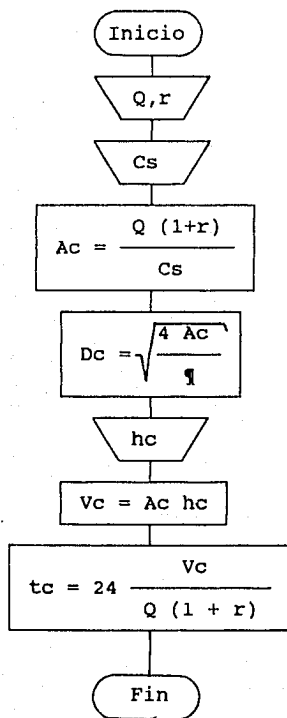 Inicio
Q,r
Cs
Q (1+r)
Ac =
Cs
4 Ac
Dc = √
¶
hc
Vc = Ac hc
Vc
tc = 24
Q (1 + r)
Fin